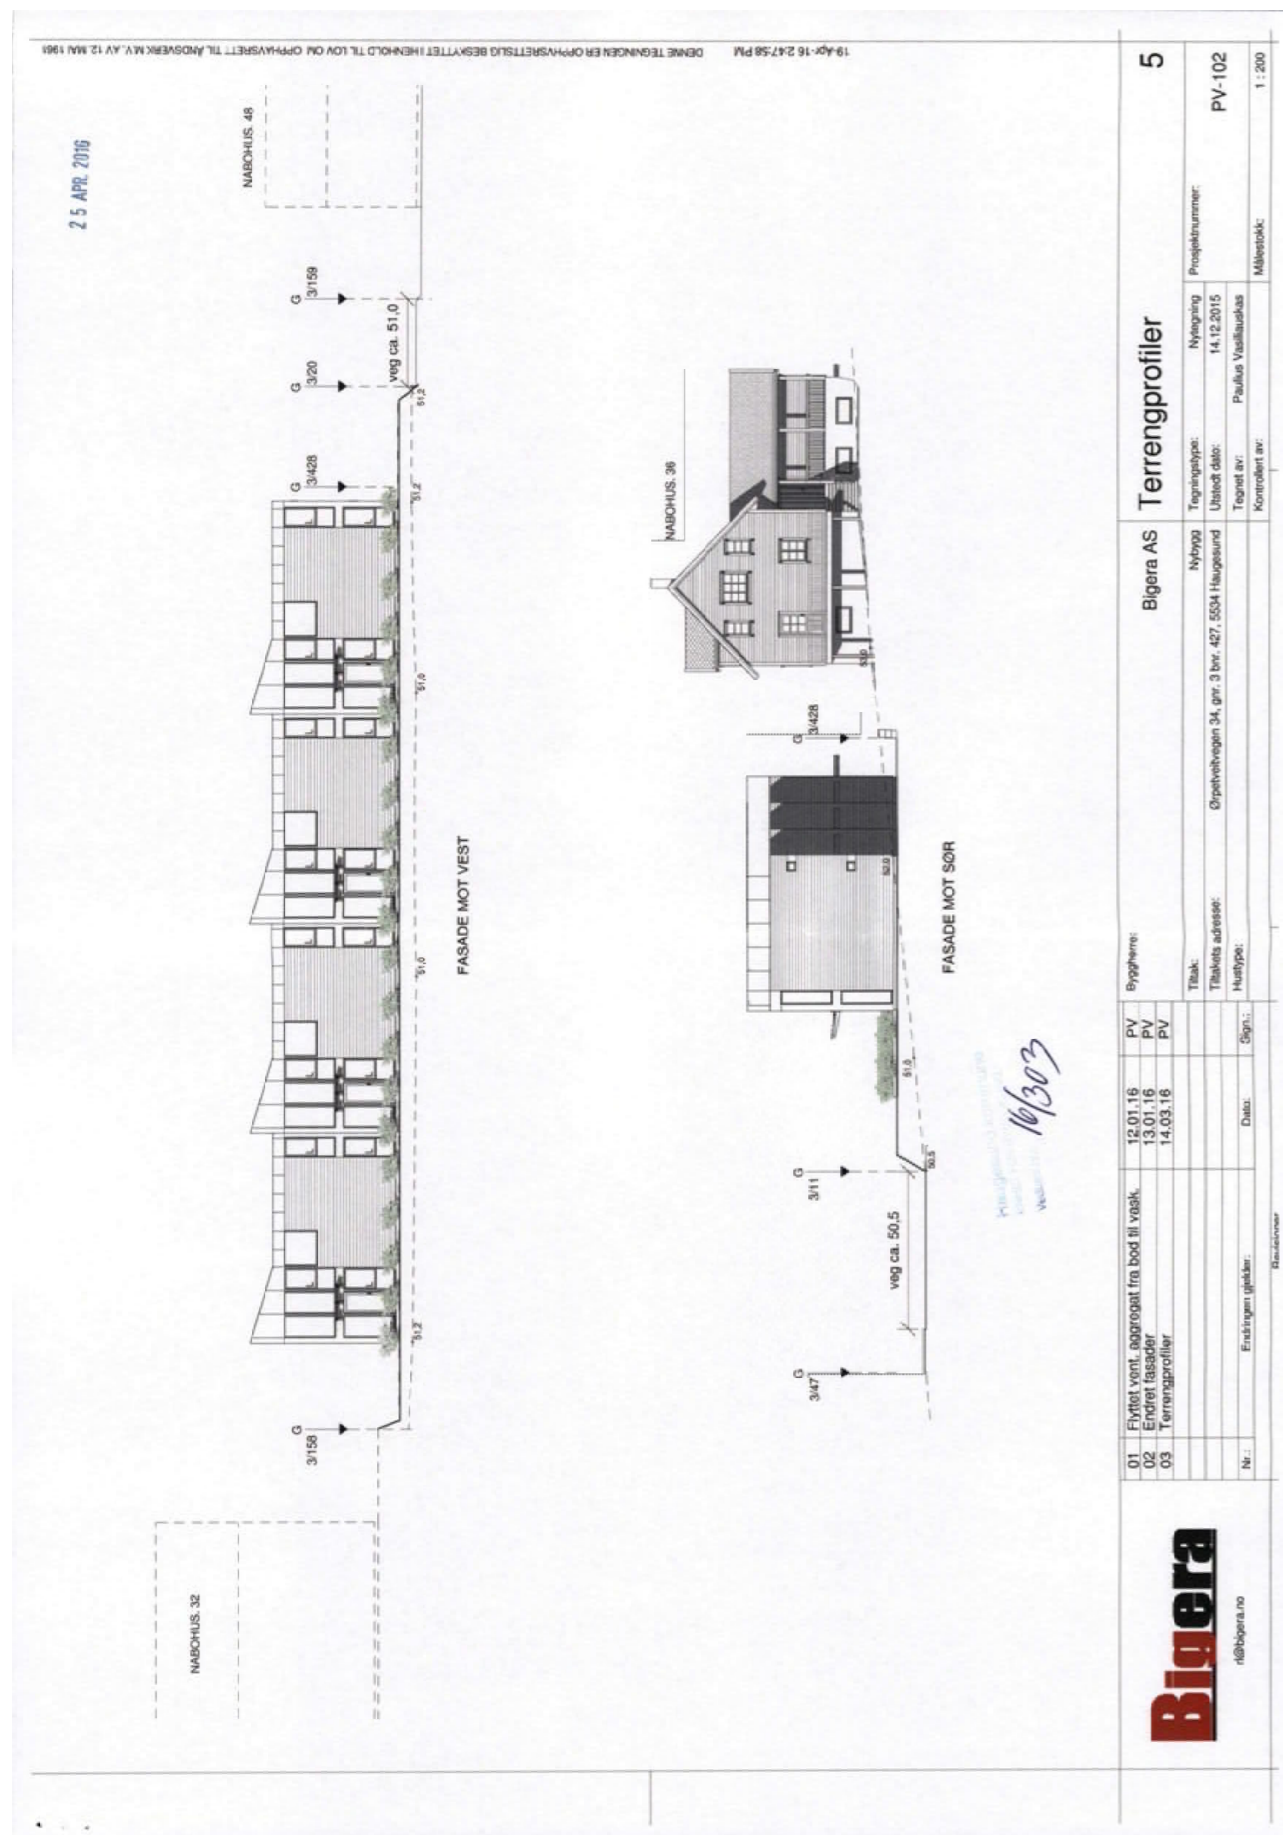 25 APR. 2016
NABOHUS. 32
NABOHUS. 48
G
3/158
G
3/428
G
3/20
G
3/159
veg ca. 51,0
51,2
51,0
51,0
51,2
51,2
FASADE MOT VEST
NABOHUS. 36
G
3/47
G
3/11
G
3/428
veg ca. 50,5
50,5
51,0
52,0
53,0
FASADE MOT SØR
16/303
DENNE TEGNINGEN ER OPPHVSRETTSLIG BESKYTTET I HENHOLD TIL LOV OM OPPHAVSRETT TIL ÅNDSVERK M.V. AV 12. MAI 1961
19-Apr-16 2:47:58 PM
Bigera
rk@bigera.no
01 Flyttet vent. aggregat fra bod til vask. 12.01.16 PV
02 Endret fasader 13.01.16 PV
03 Terrengprofiler 14.03.16 PV
Nr.: Endringen gjelder: Dato: Sign.:
Revisjoner
Byggherre: Bigera AS
Terrengprofiler 5
Tiltak: Nybygg
Tegningstype: Nytegning
Prosjektnummer:
PV-102
Tiltakets adresse: Ørpetveitvegen 34, gnr. 3 bnr. 427, 5534 Haugesund
Utstedt dato: 14.12.2015
Hustype:
Tegnet av: Paulius Vasiliauskas
Kontrollert av:
Målestokk: 1 : 200